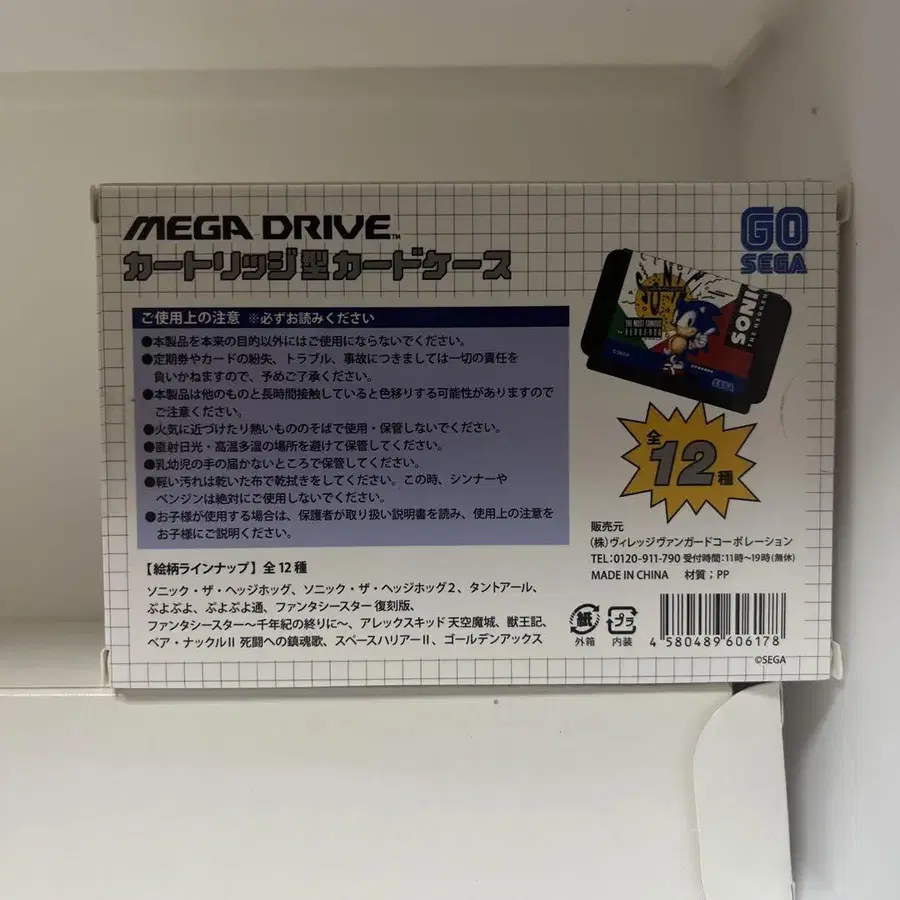 MEGA DRIVE™
GO
SEGA
カートリッジ型カードケース
ご使用上の注意 ※必ずお読みください
●本製品を本来の目的以外にはご使用にならないでください。
●定期券やカードの紛失、トラブル、事故につきましては一切の責任を
負いかねますので、予めご了承ください。
●本製品は他のものと長時間接触していると色移りする可能性がありますので
ご注意ください。
●火気に近づけたり熱いもののそばで使用・保管しないでください。
●直射日光・高温多湿の場所を避けて保管してください。
●乳幼児の手の届かないところで保管してください。
●軽い汚れは乾いた布で乾拭きをしてください。この時、シンナーや
ベンジンは絶対にご使用しないでください。
●お子様が使用する場合は、保護者が取り扱い説明書を読み、使用上の注意を
お子様にご説明ください。
SONIC
THE MOST FAMOUS
HEDGEHOG
©SEGA
SEGA
SONIC
THE HEDGEHOG
全
12
種
販売元
(株)ヴィレッジヴァンガードコーポレーション
TEL:0120-911-790 受付時間:11時〜19時(無休)
MADE IN CHINA 材質;PP
【絵柄ラインナップ】全12種
ソニック・ザ・ヘッジホッグ、ソニック・ザ・ヘッジホッグ2、タントアール、
ぷよぷよ、ぷよぷよ通、ファンタシースター 復刻版、
ファンタシースター〜千年紀の終りに〜、アレックスキッド 天空魔城、獣王記、
ベア・ナックルII 死闘への鎮魂歌、スペースハリアーII、ゴールデンアックス
紙
外箱
プラ
内装
4 580489 606178
©SEGA